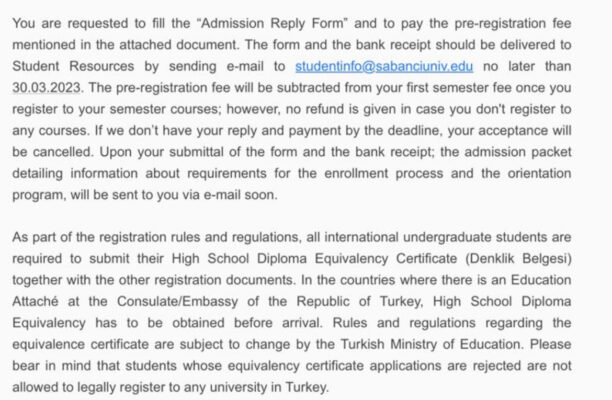 You are requested to fill the “Admission Reply Form” and to pay the pre-registration fee
mentioned in the attached document. The form and the bank receipt should be delivered to
Student Resources by sending e-mail to studentinfo@sabanciuniv.edu no later than
30.03.2023. The pre-registration fee will be subtracted from your first semester fee once you
register to your semester courses; however, no refund is given in case you don't register to
any courses. If we don’t have your reply and payment by the deadline, your acceptance will
be cancelled. Upon your submittal of the form and the bank receipt; the admission packet
detailing information about requirements for the enrollment process and the orientation
program, will be sent to you via e-mail soon.
As part of the registration rules and regulations, all international undergraduate students are
required to submit their High School Diploma Equivalency Certificate (Denklik Belgesi)
together with the other registration documents. In the countries where there is an Education
Attaché at the Consulate/Embassy of the Republic of Turkey, High School Diploma
Equivalency has to be obtained before arrival. Rules and regulations regarding the
equivalence certificate are subject to change by the Turkish Ministry of Education. Please
bear in mind that students whose equivalency certificate applications are rejected are not
allowed to legally register to any university in Turkey.